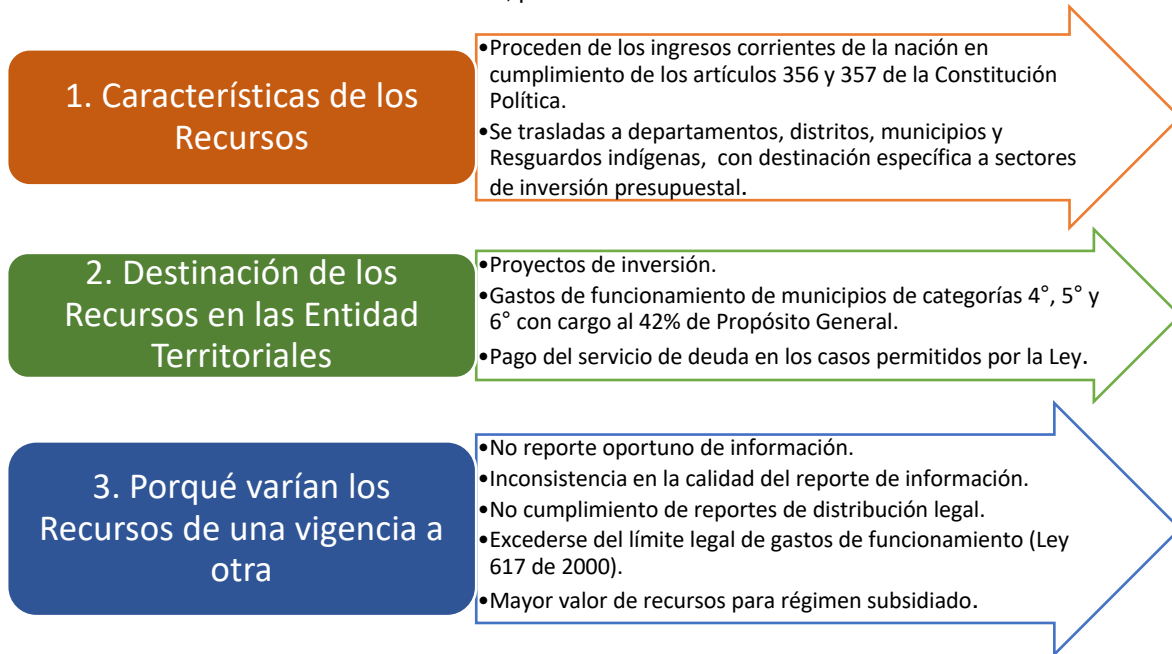 1. Características de los
Recursos
•Proceden de los ingresos corrientes de la nación en
cumplimiento de los artículos 356 y 357 de la Constitución
Política.
•Se trasladas a departamentos, distritos, municipios y
Resguardos indígenas, con destinación específica a sectores
de inversión presupuestal.
2. Destinación de los
Recursos en las Entidad
Territoriales
•Proyectos de inversión.
•Gastos de funcionamiento de municipios de categorías 4°, 5° y
6° con cargo al 42% de Propósito General.
•Pago del servicio de deuda en los casos permitidos por la Ley.
3. Porqué varían los
Recursos de una vigencia a
otra
•No reporte oportuno de información.
•Inconsistencia en la calidad del reporte de información.
•No cumplimiento de reportes de distribución legal.
•Excederse del límite legal de gastos de funcionamiento (Ley
617 de 2000).
•Mayor valor de recursos para régimen subsidiado.